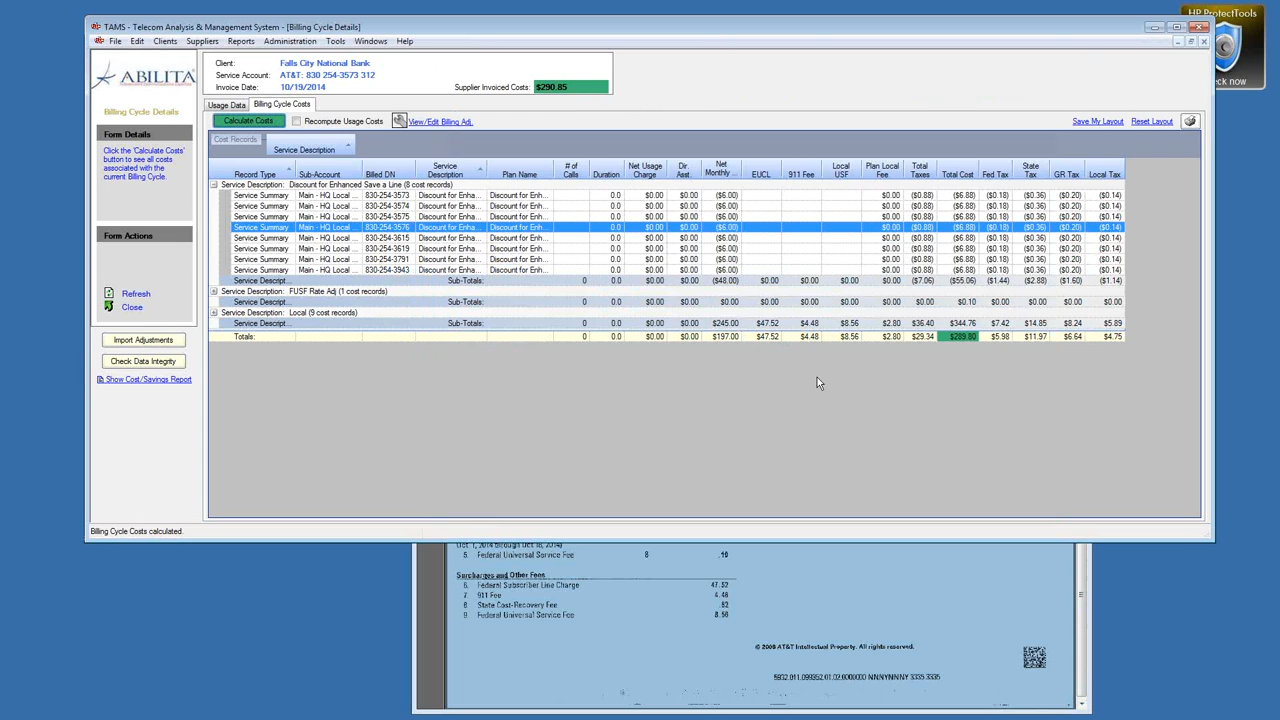 HP ProtectTools
TAMS - Telecom Analysis & Management System - [Billing Cycle Details]
File Edit Clients Suppliers Reports Administration Tools Windows Help
ABILITA
Client: Falls City National Bank
Service Account: AT&T: 830 254-3573 312
Invoice Date: 10/19/2014 Supplier Invoiced Costs: $290.85
ck now
Billing Cycle Details
Form Details
Click the 'Calculate Costs'
button to see all costs
associated with the
current Billing Cycle.
Form Actions
Refresh
Close
Import Adjustments
Check Data Integrity
Show Cost/Savings Report
Usage Data Billing Cycle Costs
Calculate Costs Recompute Usage Costs View/Edit Billing Adj. Save My Layout Reset Layout
Cost Records Service Description
Record Type Sub-Account Billed DN Service Description Plan Name # of Calls Duration Net Usage Charge Dir. Asst. Net Monthly ... EUCL 911 Fee Local USF Plan Local Fee Total Taxes Total Cost Fed Tax State Tax GR Tax Local Tax
Service Description: Discount for Enhanced Save a Line (8 cost records)
Service Summary Main - HQ Local ... 830-254-3573 Discount for Enha... Discount for Enh... 0.0 $0.00 $0.00 ($6.00) $0.00 ($0.88) ($6.88) ($0.18) ($0.36) ($0.20) ($0.14)
Service Summary Main - HQ Local ... 830-254-3574 Discount for Enha... Discount for Enh... 0.0 $0.00 $0.00 ($6.00) $0.00 ($0.88) ($6.88) ($0.18) ($0.36) ($0.20) ($0.14)
Service Summary Main - HQ Local ... 830-254-3575 Discount for Enha... Discount for Enh... 0.0 $0.00 $0.00 ($6.00) $0.00 ($0.88) ($6.88) ($0.18) ($0.36) ($0.20) ($0.14)
Service Summary Main - HQ Local ... 830-254-3576 Discount for Enha... Discount for Enh... 0.0 $0.00 $0.00 ($6.00) $0.00 ($0.88) ($6.88) ($0.18) ($0.36) ($0.20) ($0.14)
Service Summary Main - HQ Local ... 830-254-3615 Discount for Enha... Discount for Enh... 0.0 $0.00 $0.00 ($6.00) $0.00 ($0.88) ($6.88) ($0.18) ($0.36) ($0.20) ($0.14)
Service Summary Main - HQ Local ... 830-254-3619 Discount for Enha... Discount for Enh... 0.0 $0.00 $0.00 ($6.00) $0.00 ($0.88) ($6.88) ($0.18) ($0.36) ($0.20) ($0.14)
Service Summary Main - HQ Local ... 830-254-3791 Discount for Enha... Discount for Enh... 0.0 $0.00 $0.00 ($6.00) $0.00 ($0.88) ($6.88) ($0.18) ($0.36) ($0.20) ($0.14)
Service Summary Main - HQ Local ... 830-254-3943 Discount for Enha... Discount for Enh... 0.0 $0.00 $0.00 ($6.00) $0.00 ($0.88) ($6.88) ($0.18) ($0.36) ($0.20) ($0.14)
Service Descript... Sub-Totals: 0 0.0 $0.00 $0.00 ($48.00) $0.00 $0.00 $0.00 $0.00 ($7.06) ($55.06) ($1.44) ($2.88) ($1.60) ($1.14)
Service Description: FUSF Rate Adj (1 cost records)
Service Descript... Sub-Totals: 0 0.0 $0.00 $0.00 $0.00 $0.00 $0.00 $0.00 $0.00 $0.00 $0.10 $0.00 $0.00 $0.00 $0.00
Service Description: Local (9 cost records)
Service Descript... Sub-Totals: 0 0.0 $0.00 $0.00 $245.00 $47.52 $4.48 $8.56 $2.80 $36.40 $344.76 $7.42 $14.85 $8.24 $5.89
Totals: 0 0.0 $0.00 $0.00 $197.00 $47.52 $4.48 $8.56 $2.80 $29.34 $289.80 $5.98 $11.97 $6.64 $4.75
Billing Cycle Costs calculated.
5. Federal Universal Service Fee 8 .10
Surcharges and Other Fees
6. Federal Subscriber Line Charge 47.52
7 911 Fee 4.48
8 State Cost-Recovery Fee .82
9. Federal Universal Service Fee 8.56
© 2009 AT&T Intellectual Property. All rights reserved.
5932.011.099352.01.02.0000000 NNNYNNNY 3335.3335